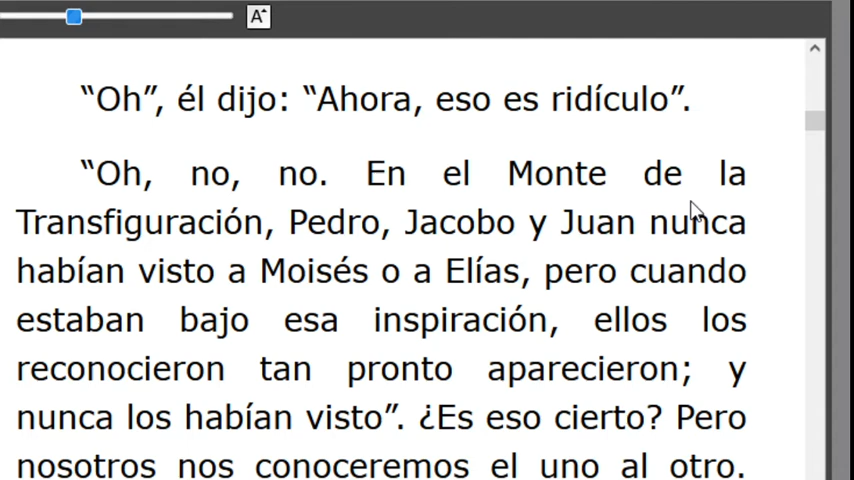 A
“Oh”, él dijo: “Ahora, eso es ridículo”.
“Oh, no, no. En el Monte de la
Transfiguración, Pedro, Jacobo y Juan nunca
habían visto a Moisés o a Elías, pero cuando
estaban bajo esa inspiración, ellos los
reconocieron tan pronto aparecieron; y
nunca los habían visto”. ¿Es eso cierto? Pero
nosotros nos conoceremos el uno al otro.